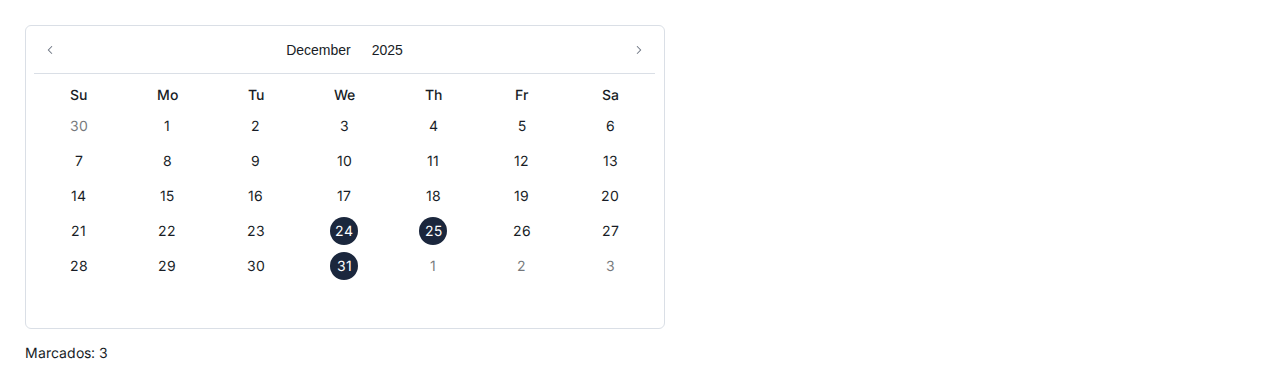 December 2025
Su Mo Tu We Th Fr Sa
30 1 2 3 4 5 6
7 8 9 10 11 12 13
14 15 16 17 18 19 20
21 22 23 24 25 26 27
28 29 30 31 1 2 3
Marcados: 3